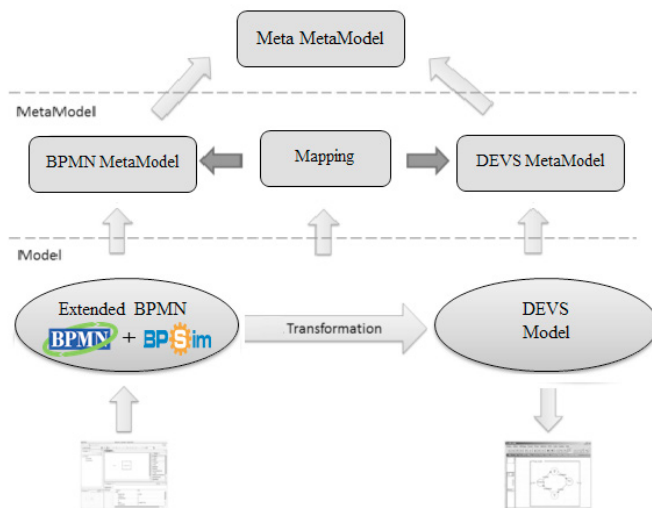 Meta MetaModel
MetaModel
BPMN MetaModel
Mapping
DEVS MetaModel
Model
Extended BPMN
BPMN + BPSim
Transformation
DEVS
Model